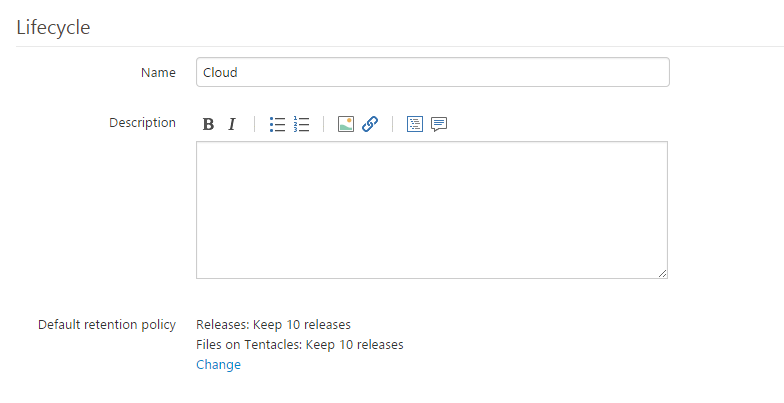 Lifecycle
Name Cloud
Description B I
Default retention policy Releases: Keep 10 releases
Files on Tentacles: Keep 10 releases
Change